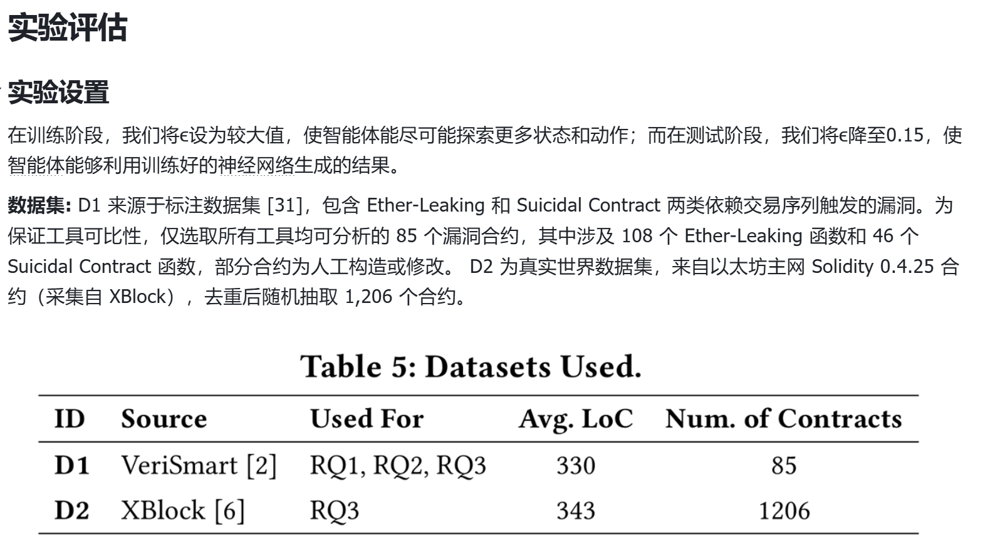 实验评估
实验设置
在训练阶段，我们将ϵ设为较大值，使智能体能尽可能探索更多状态和动作；而在测试阶段，我们将ϵ降至0.15，使
智能体能够利用训练好的神经网络生成的结果。
数据集: D1 来源于标注数据集 [31]，包含 Ether-Leaking 和 Suicidal Contract 两类依赖交易序列触发的漏洞。为
保证工具可比性，仅选取所有工具均可分析的 85 个漏洞合约，其中涉及 108 个 Ether-Leaking 函数和 46 个
Suicidal Contract 函数，部分合约为人工构造或修改。 D2 为真实世界数据集，来自以太坊主网 Solidity 0.4.25 合
约（采集自 XBlock），去重后随机抽取 1,206 个合约。
Table 5: Datasets Used.
ID Source Used For Avg. LoC Num. of Contracts
D1 VeriSmart [2] RQ1, RQ2, RQ3 330 85
D2 XBlock [6] RQ3 343 1206